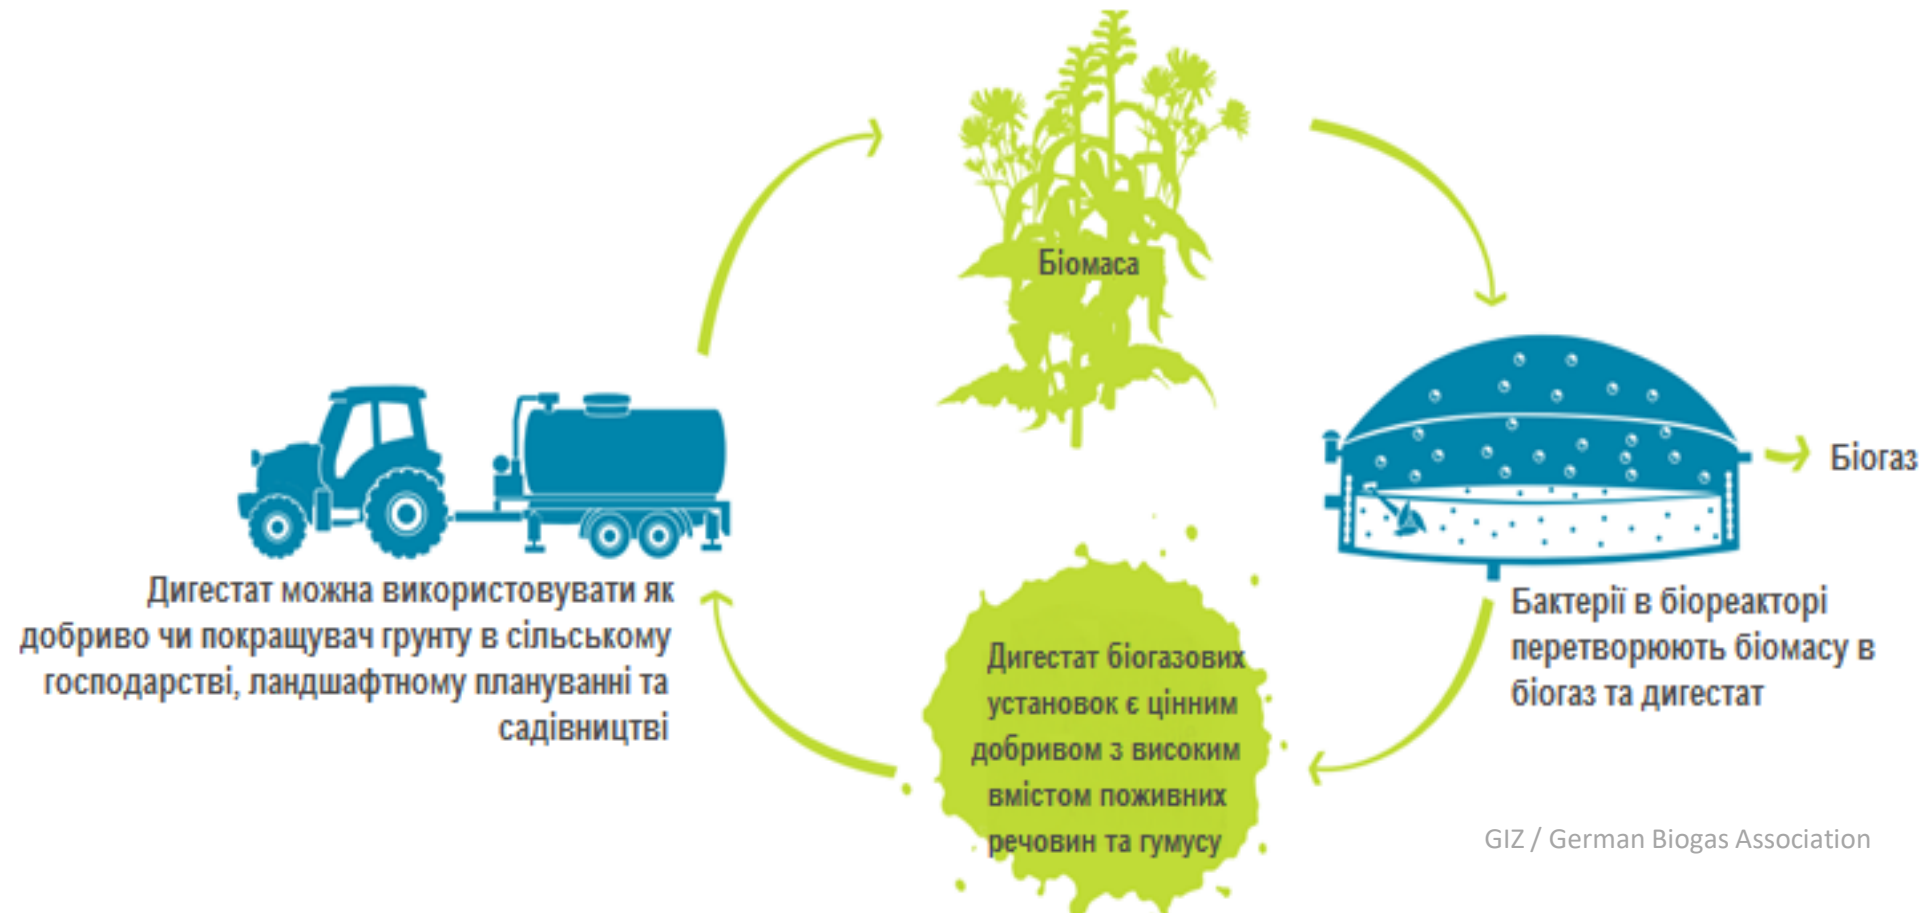 Біомаса
Біогаз
Бактерії в біореакторі
перетворюють біомасу в
біогаз та дигестат
Дигестат біогазових
установок є цінним
добривом з високим
вмістом поживних
речовин та гумусу
Дигестат можна використовувати як
добриво чи покращувач грунту в сільському
господарстві, ландшафтному плануванні та
садівництві
GIZ / German Biogas Association